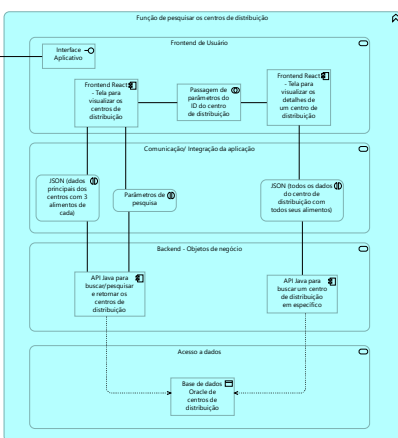 Função de pesquisar os centros de distribuição
Frontend de Usuário
Interface
Aplicativo
Frontend React
- Tela para
visualizar os
centros de
distribuição
Passagem de
parâmetros do
ID do centro
de distribuição
Frontend React
- Tela para
visualizar os
detalhes de
um centro de
distribuição
Comunicação/ Integração da aplicação
JSON (dados
principais dos
centros com 3
alimentos de
cada)
Parâmetros de
pesquisa
JSON (todos os dados
do centro de
distribuição com
todos seus alimentos)
Backend - Objetos de negócio
API Java para
buscar/pesquisar
e retornar os
centros de
distribuição
API Java para
buscar um centro
de distribuição
em específico
Acesso a dados
Base de dados
Oracle de
centros de
distribuição